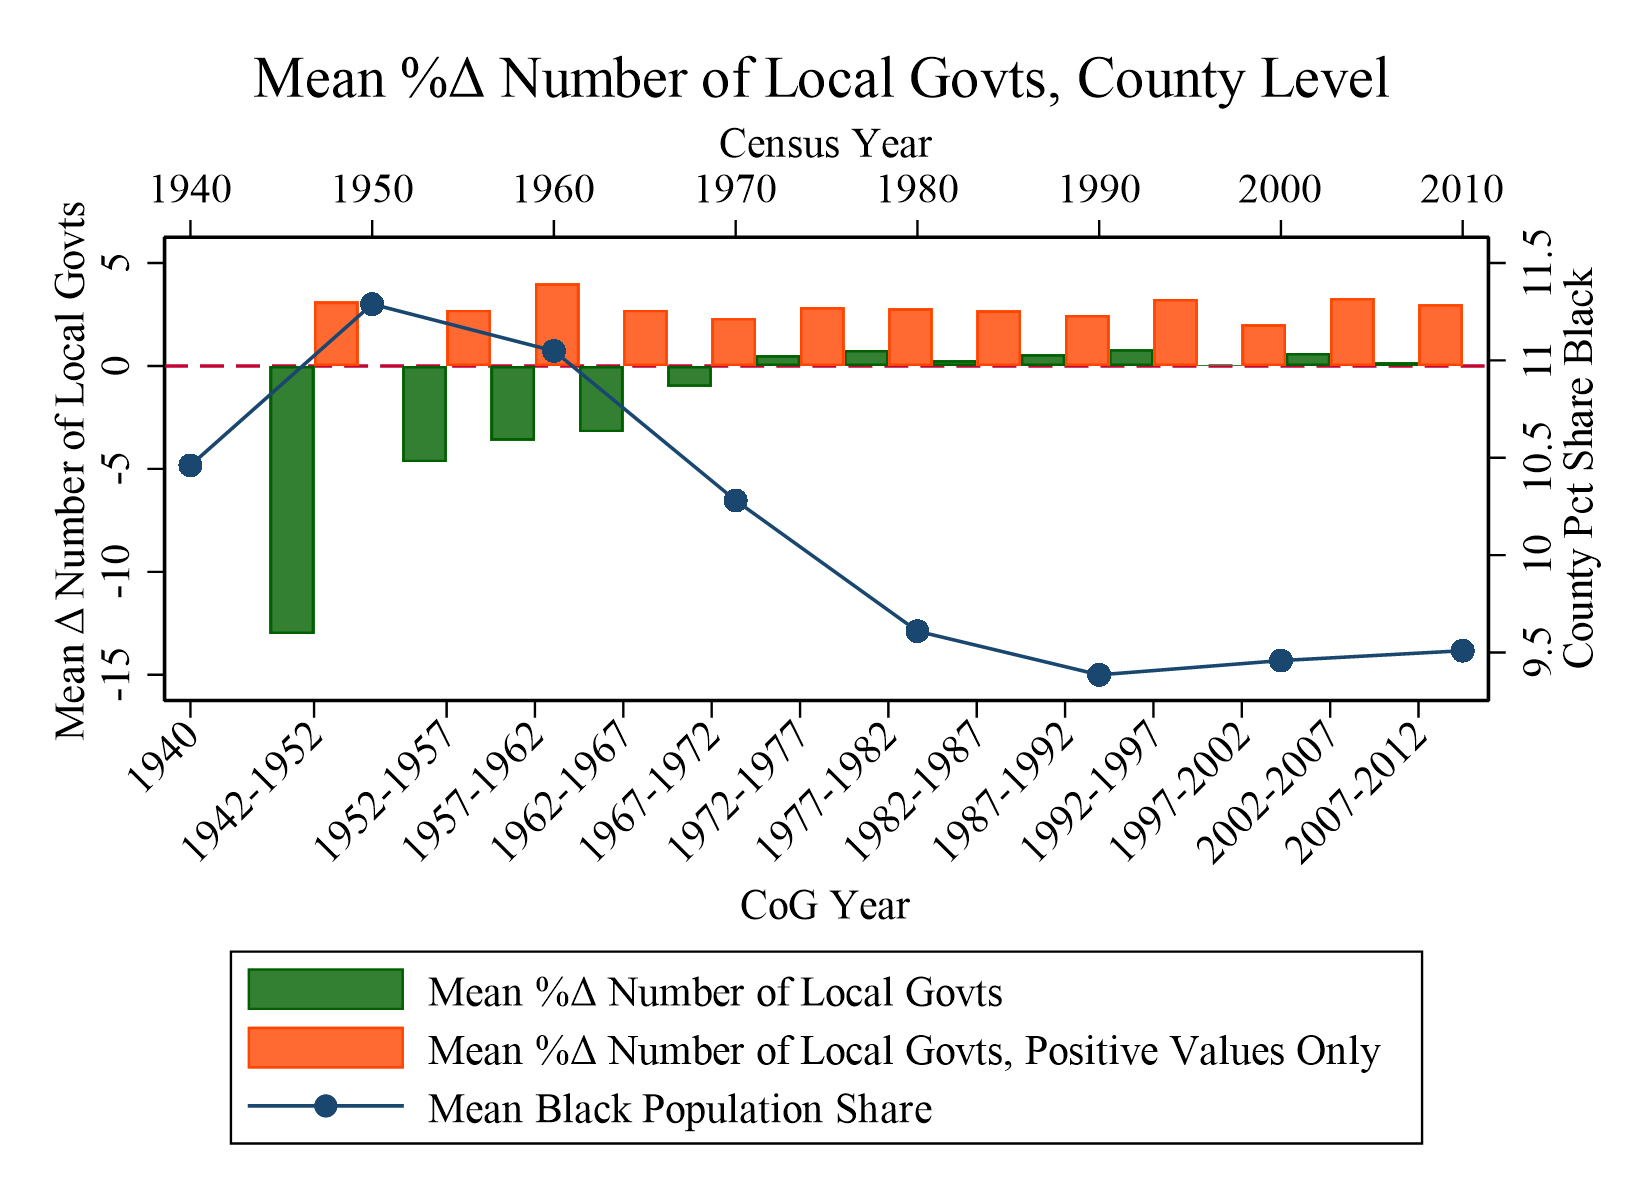 Mean %Δ Number of Local Govts, County Level
Census Year
1940 1950 1960 1970 1980 1990 2000 2010
Mean Δ Number of Local Govts
5
0
-5
-10
-15
11.5
11
10.5
10
9.5
County Pct Share Black
1940
1942-1952
1952-1957
1957-1962
1962-1967
1967-1972
1972-1977
1977-1982
1982-1987
1987-1992
1992-1997
1997-2002
2002-2007
2007-2012
CoG Year
Mean %Δ Number of Local Govts
Mean %Δ Number of Local Govts, Positive Values Only
Mean Black Population Share